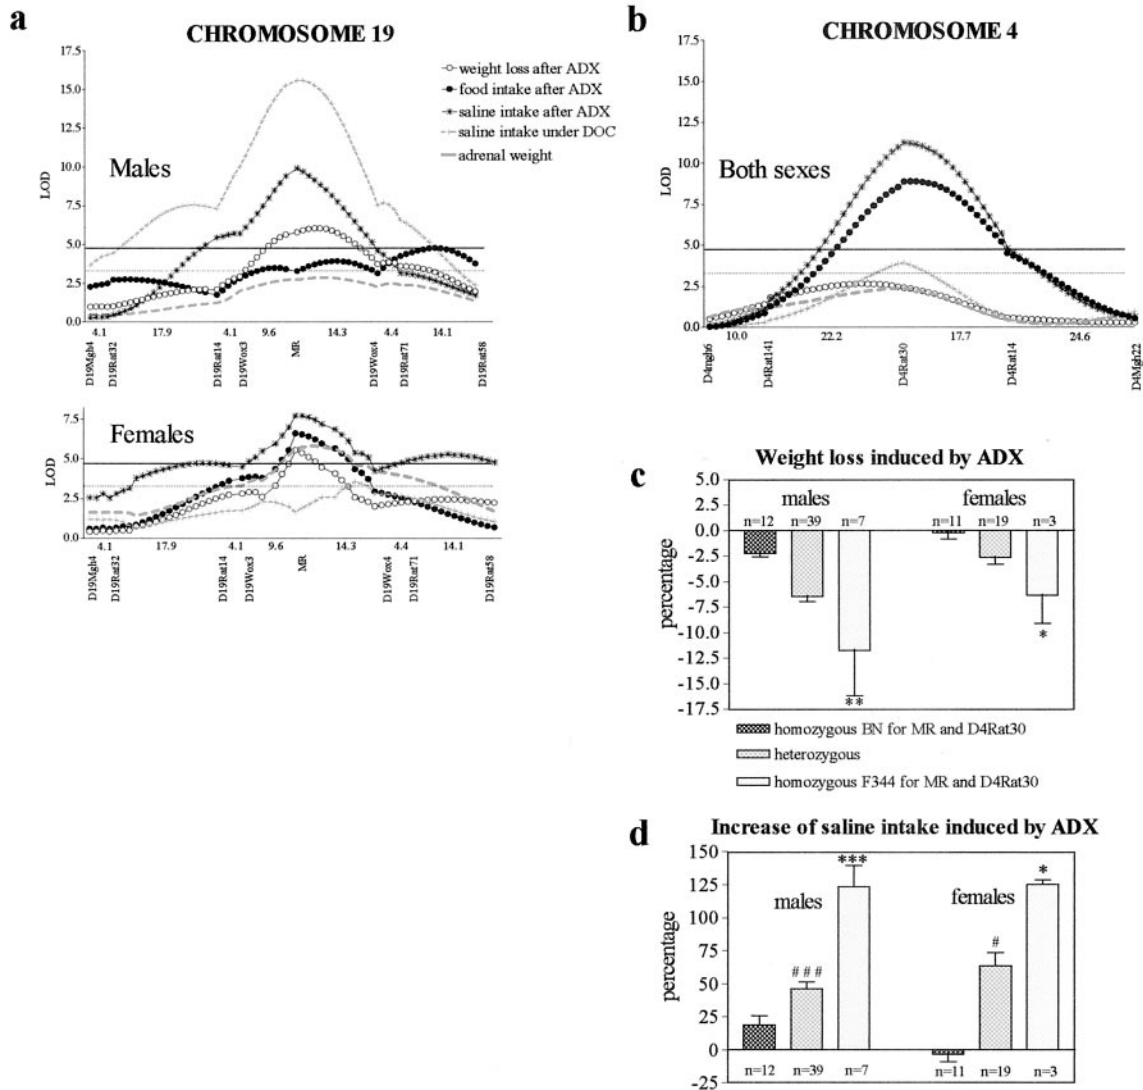 a
CHROMOSOME 19
17.5
15.0
12.5
10.0
7.5
5.0
2.5
0.0
LOD
Males
weight loss after ADX
food intake after ADX
saline intake after ADX
saline intake under DOC
adrenal weight
4.1 17.9 4.1 9.6 14.3 4.4 14.1
D19Mgh4
D19Rat32
D19Rat14
D19Wox3
MR
D19Wox4
D19Rat71
D19Rat58
7.5
5.0
2.5
0.0
LOD
Females
4.1 17.9 4.1 9.6 14.3 4.4 14.1
D19Mgh4
D19Rat32
D19Rat14
D19Wox3
MR
D19Wox4
D19Rat71
D19Rat58
b
CHROMOSOME 4
17.5
15.0
12.5
10.0
7.5
5.0
2.5
0.0
LOD
Both sexes
10.0 22.2 17.7 24.6
D4mgh6
D4Rat141
D4Rat30
D4Rat14
D4Mgh22
c
Weight loss induced by ADX
5.0
2.5
0.0
-2.5
-5.0
-7.5
-10.0
-12.5
-15.0
-17.5
percentage
males females
n=12 n=39 n=7 n=11 n=19 n=3
**
*
homozygous BN for MR and D4Rat30
heterozygous
homozygous F344 for MR and D4Rat30
d
Increase of saline intake induced by ADX
150
125
100
75
50
25
0
-25
percentage
males females
# # #
***
#
*
n=12 n=39 n=7 n=11 n=19 n=3